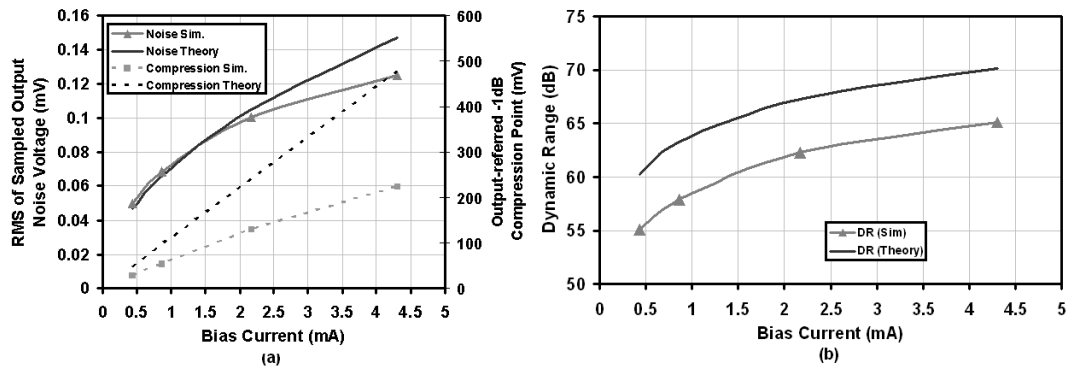 0.16
0.14
0.12
0.1
0.08
0.06
0.04
0.02
0
RMS of Sampled Output
Noise Voltage (mV)
Noise Sim.
Noise Theory
Compression Sim.
Compression Theory
600
500
400
300
200
100
0
Output-referred -1dB
Compression Point (mV)
0 0.5 1 1.5 2 2.5 3 3.5 4 4.5 5
Bias Current (mA)
(a)
75
70
65
60
55
50
Dynamic Range (dB)
DR (Sim)
DR (Theory)
0 0.5 1 1.5 2 2.5 3 3.5 4 4.5 5
Bias Current (mA)
(b)